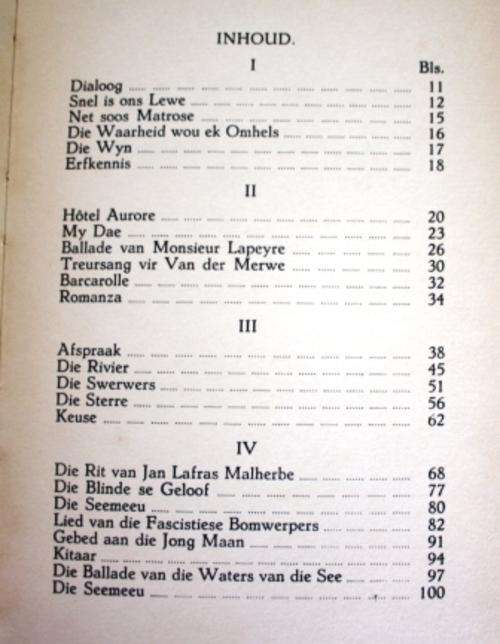 INHOUD.
I
Bls.
Dialoog 11
Snel is ons Lewe 12
Net soos Matrose 15
Die Waarheid wou ek Omhels 16
Die Wyn 17
Erfkennis 18
II
Hôtel Aurore 20
My Dae 23
Ballade van Monsieur Lapeyre 26
Treursang vir Van der Merwe 30
Barcarolle 32
Romanza 34
III
Afspraak 38
Die Rivier 45
Die Swerwers 51
Die Sterre 56
Keuse 62
IV
Die Rit van Jan Lafras Malherbe 68
Die Blinde se Geloof 77
Die Seemeeu 80
Lied van die Fascistiese Bomwerpers 82
Gebed aan die Jong Maan 91
Kitaar 94
Die Ballade van die Waters van die See 97
Die Seemeeu 100